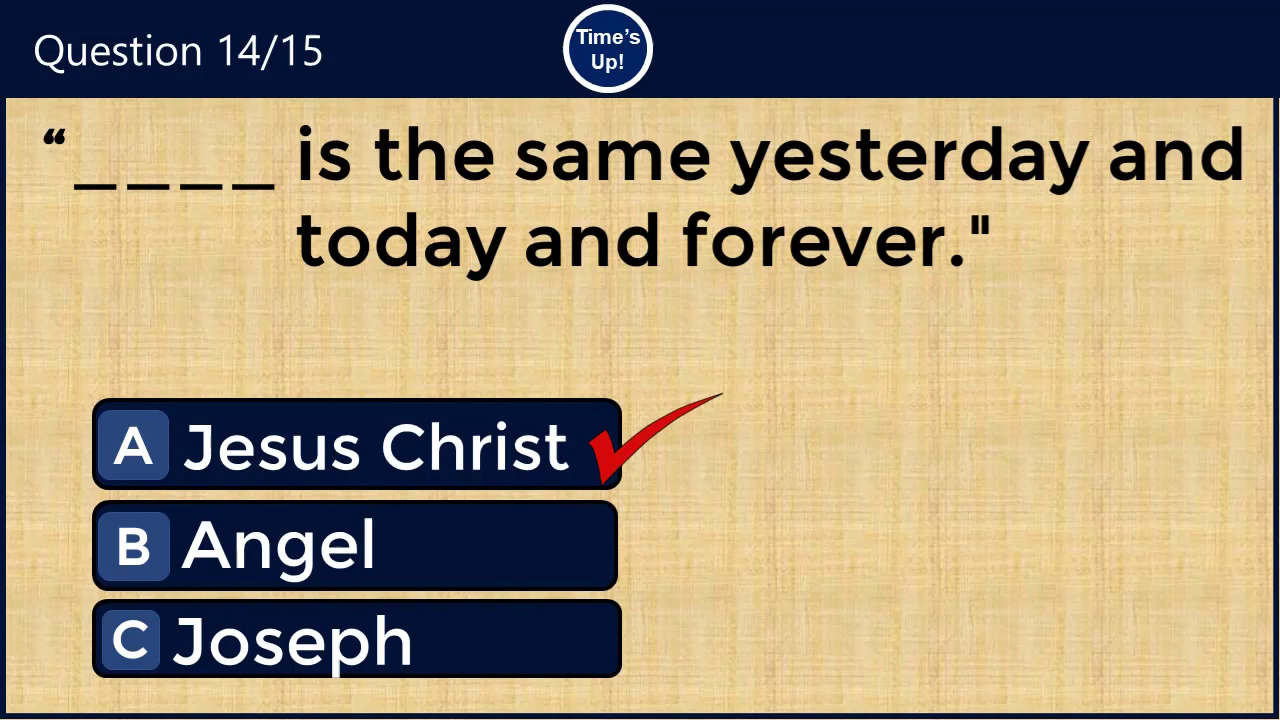 Question 14/15
Time's
Up!
“____ is the same yesterday and
today and forever."
A Jesus Christ
B Angel
C Joseph